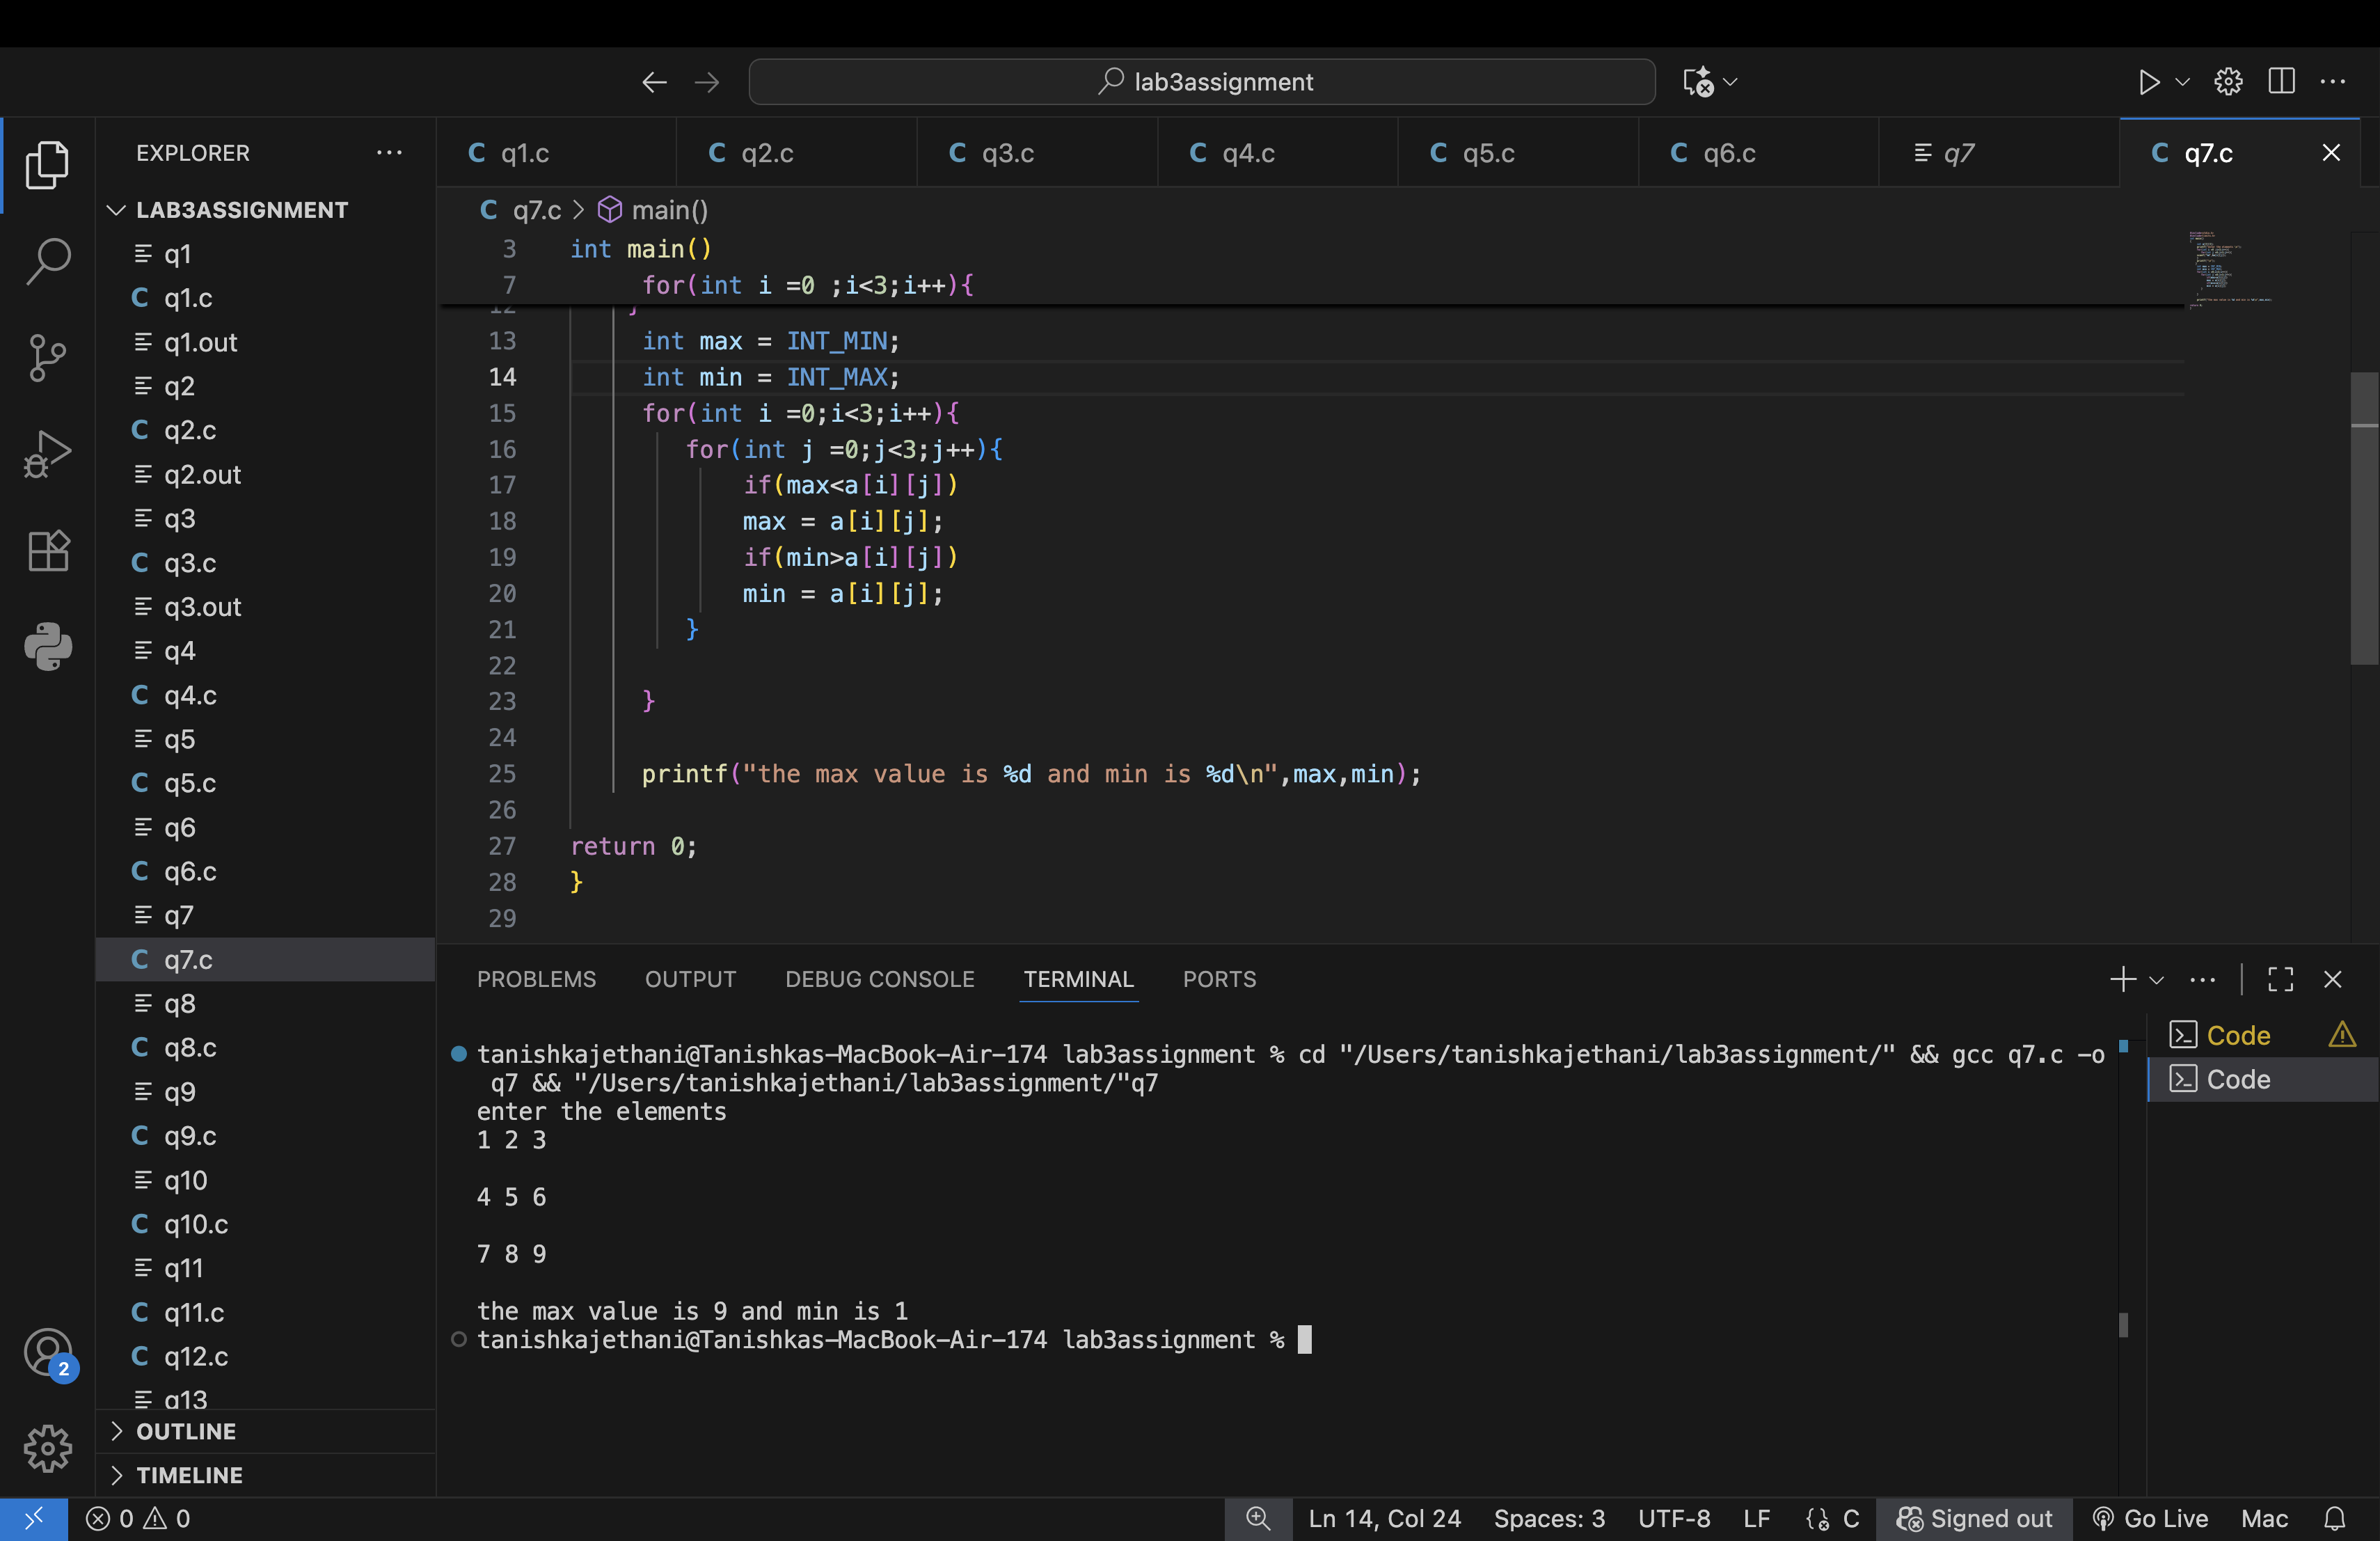 lab3assignment
EXPLORER
LAB3ASSIGNMENT
q1
C q1.c
q1.out
q2
C q2.c
q2.out
q3
C q3.c
q3.out
q4
C q4.c
q5
C q5.c
q6
C q6.c
q7
C q7.c
q8
C q8.c
q9
C q9.c
q10
C q10.c
q11
C q11.c
C q12.c
q13
OUTLINE
TIMELINE
C q1.c C q2.c C q3.c C q4.c C q5.c C q6.c q7 C q7.c
C q7.c > main()
3 int main()
7 for(int i =0 ;i<3;i++){
12 }
13 int max = INT_MIN;
14 int min = INT_MAX;
15 for(int i =0;i<3;i++){
16 for(int j =0;j<3;j++){
17 if(max<a[i][j])
18 max = a[i][j];
19 if(min>a[i][j])
20 min = a[i][j];
21 }
22
23 }
24
25 printf("the max value is %d and min is %d\n",max,min);
26
27 return 0;
28 }
29
PROBLEMS OUTPUT DEBUG CONSOLE TERMINAL PORTS
tanishkajethani@Tanishkas-MacBook-Air-174 lab3assignment % cd "/Users/tanishkajethani/lab3assignment/" && gcc q7.c -o
q7 && "/Users/tanishkajethani/lab3assignment/"q7
enter the elements
1 2 3
4 5 6
7 8 9
the max value is 9 and min is 1
tanishkajethani@Tanishkas-MacBook-Air-174 lab3assignment %
Code
Code
2
0 0
Ln 14, Col 24 Spaces: 3 UTF-8 LF C Signed out Go Live Mac